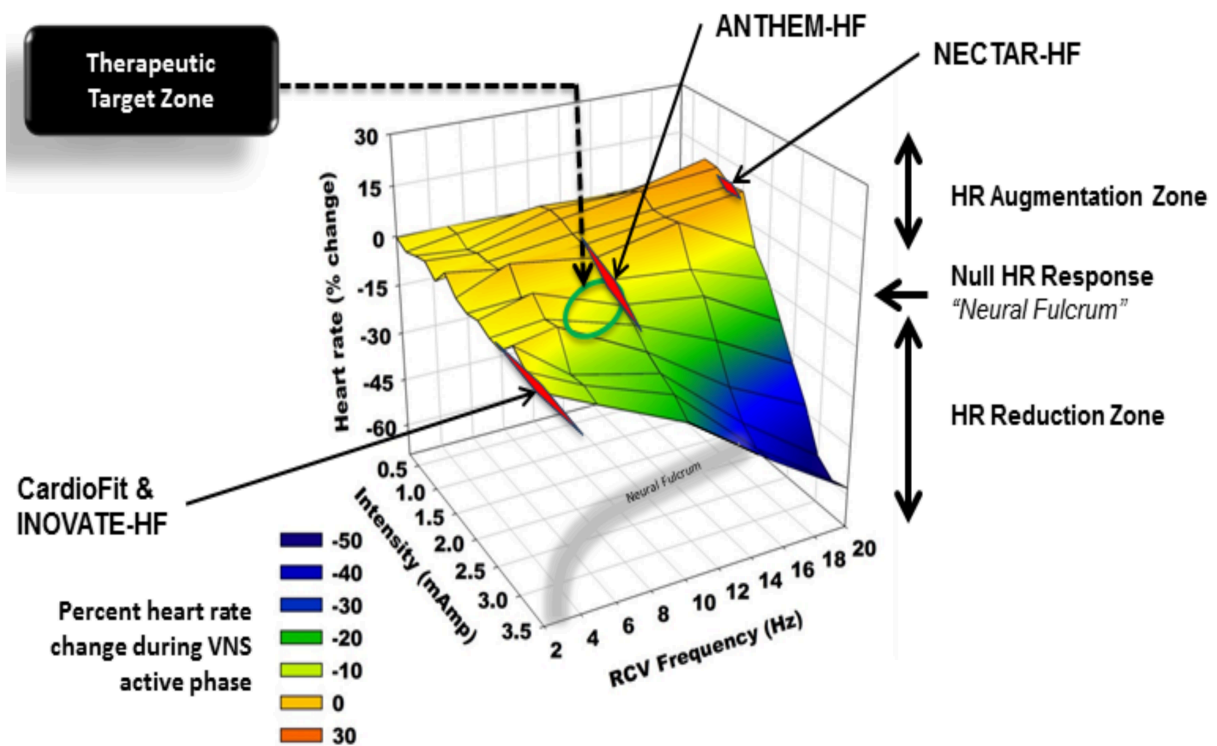 Therapeutic
Target Zone
ANTHEM-HF
NECTAR-HF
30
15
0
-15
-30
-45
-60
Heart rate (% change)
HR Augmentation Zone
Null HR Response
“Neural Fulcrum”
HR Reduction Zone
CardioFit &
INOVATE-HF
0.5
1.0
1.5
2.0
2.5
3.0
3.5
Intensity (mAmp)
Neural Fulcrum
2
4
6
8
10
12
14
16
18
20
RCV Frequency (Hz)
Percent heart rate
change during VNS
active phase
-50
-40
-30
-20
-10
0
30